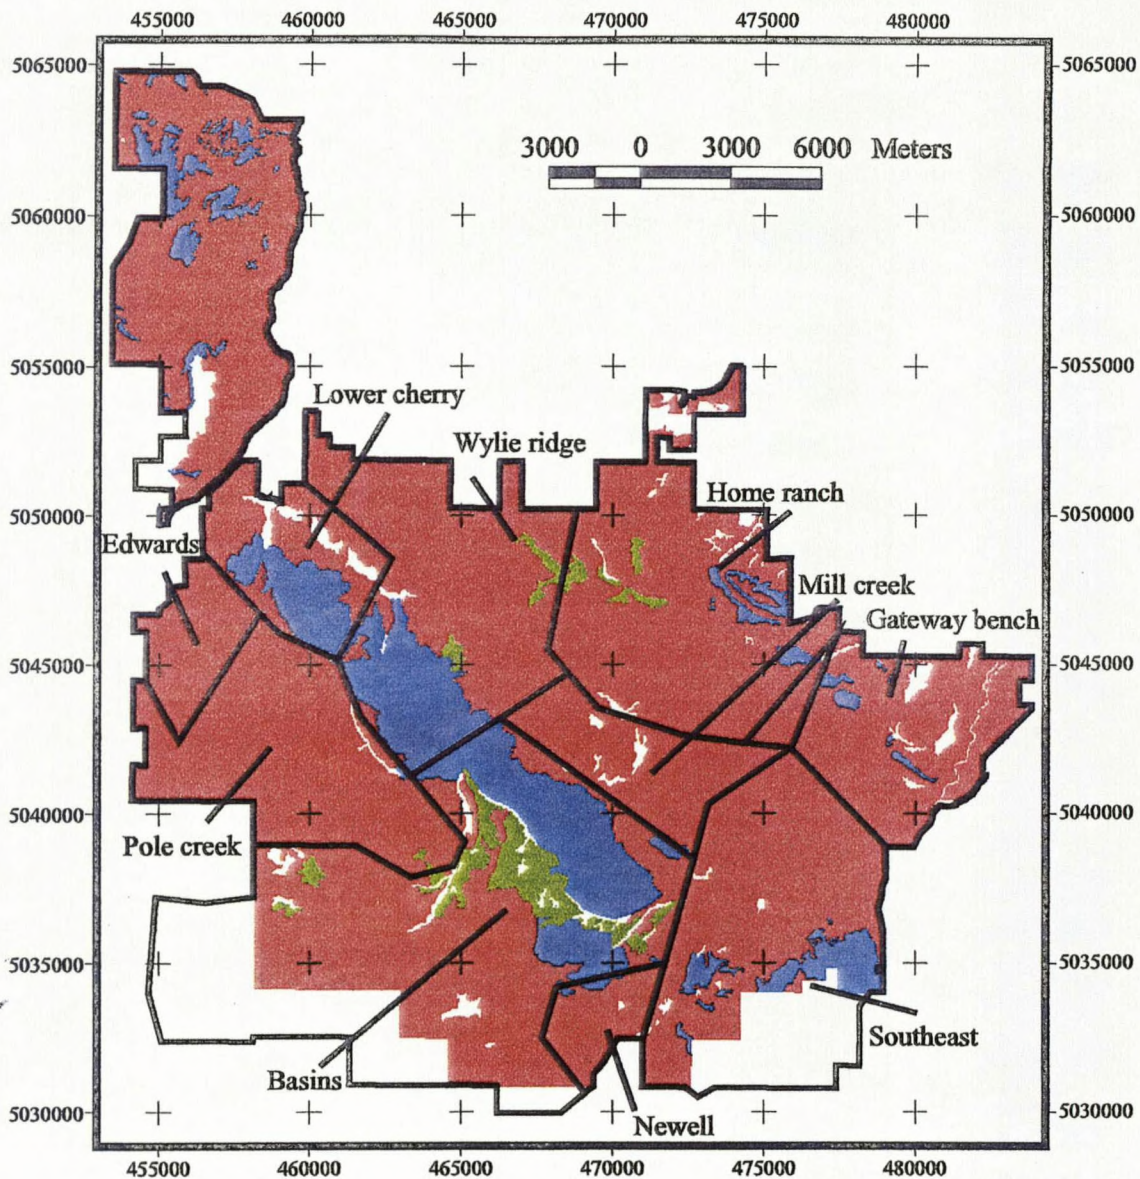 455000 460000 465000 470000 475000 480000
5065000 5065000
3000 0 3000 6000 Meters
5060000 5060000
5055000 5055000
Lower cherry
Wylie ridge
Home ranch
5050000 5050000
Edwards
Mill creek
Gateway bench
5045000 5045000
5040000 5040000
Pole creek
5035000 5035000
Southeast
Basins
5030000 5030000
Newell
455000 460000 465000 470000 475000 480000